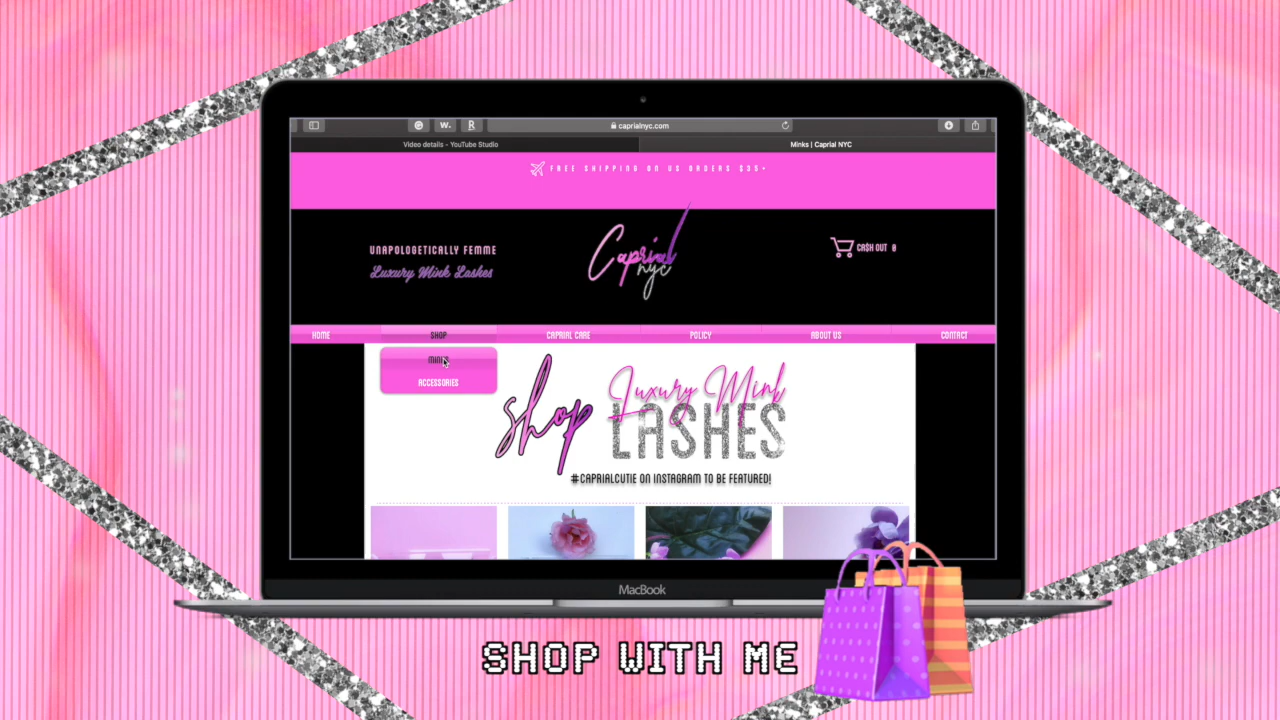 W. R caprialnyc.com
Video details - YouTube Studio Minks | Caprial NYC
FREE SHIPPING ON US ORDERS $35+
UNAPOLOGETICALLY FEMME
Luxury Mink Lashes
Caprial
nyc
CA$H OUT 0
HOME SHOP CAPRIAL CARE POLICY ABOUT US CONTACT
MINKS
ACCESSORIES
shop Luxury Mink
LASHES
#CAPRIALCUTIE ON INSTAGRAM TO BE FEATURED!
MacBook
SHOP WITH ME